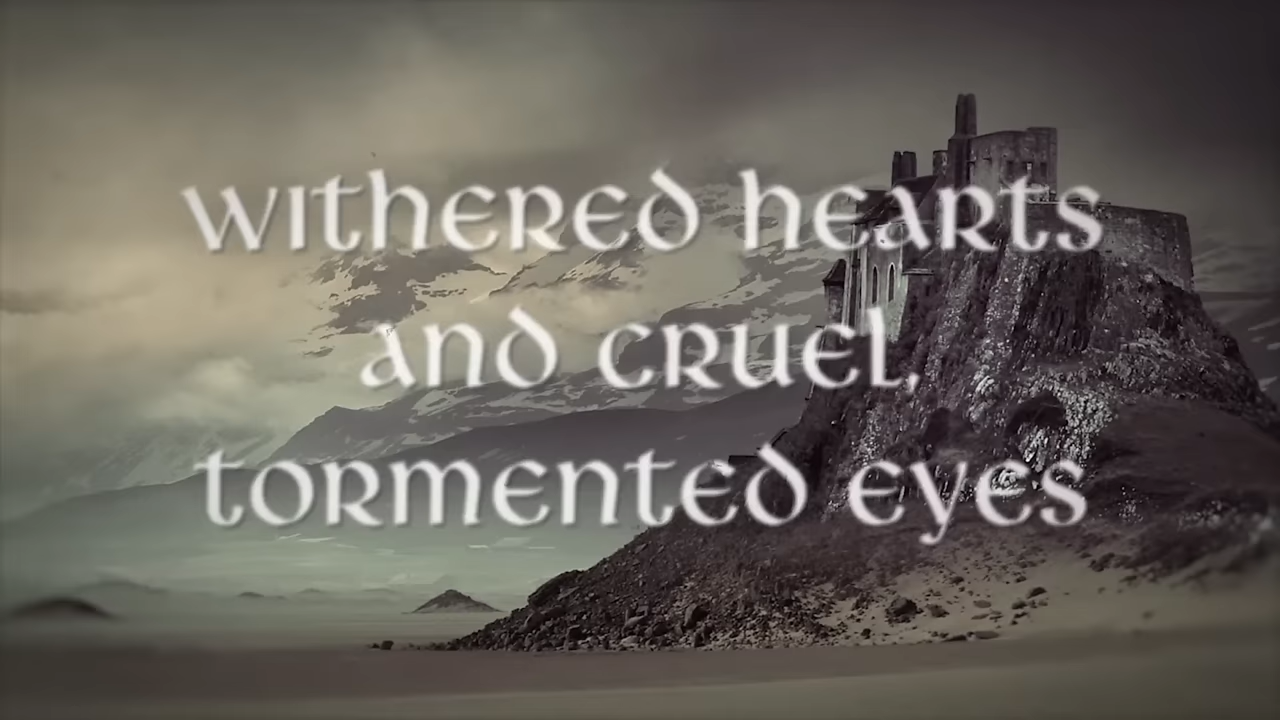 withered hearts
and cruel,
tormented eyes